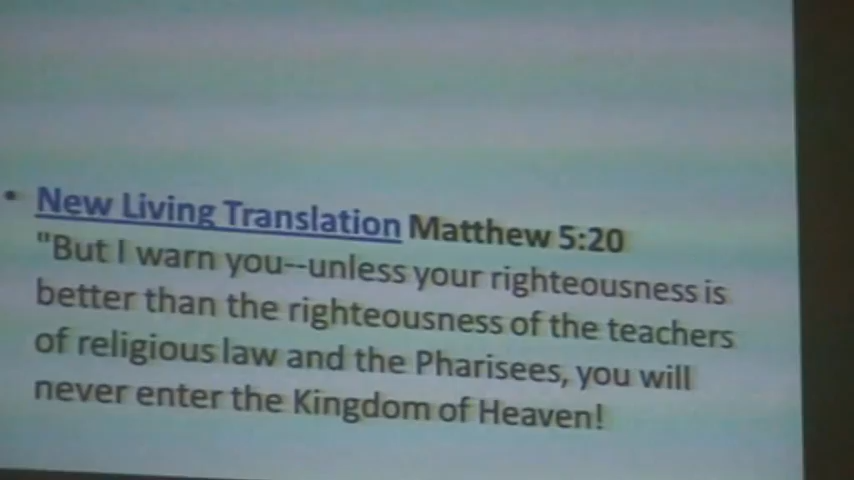 • New Living Translation Matthew 5:20
"But I warn you--unless your righteousness is
better than the righteousness of the teachers
of religious law and the Pharisees, you will
never enter the Kingdom of Heaven!